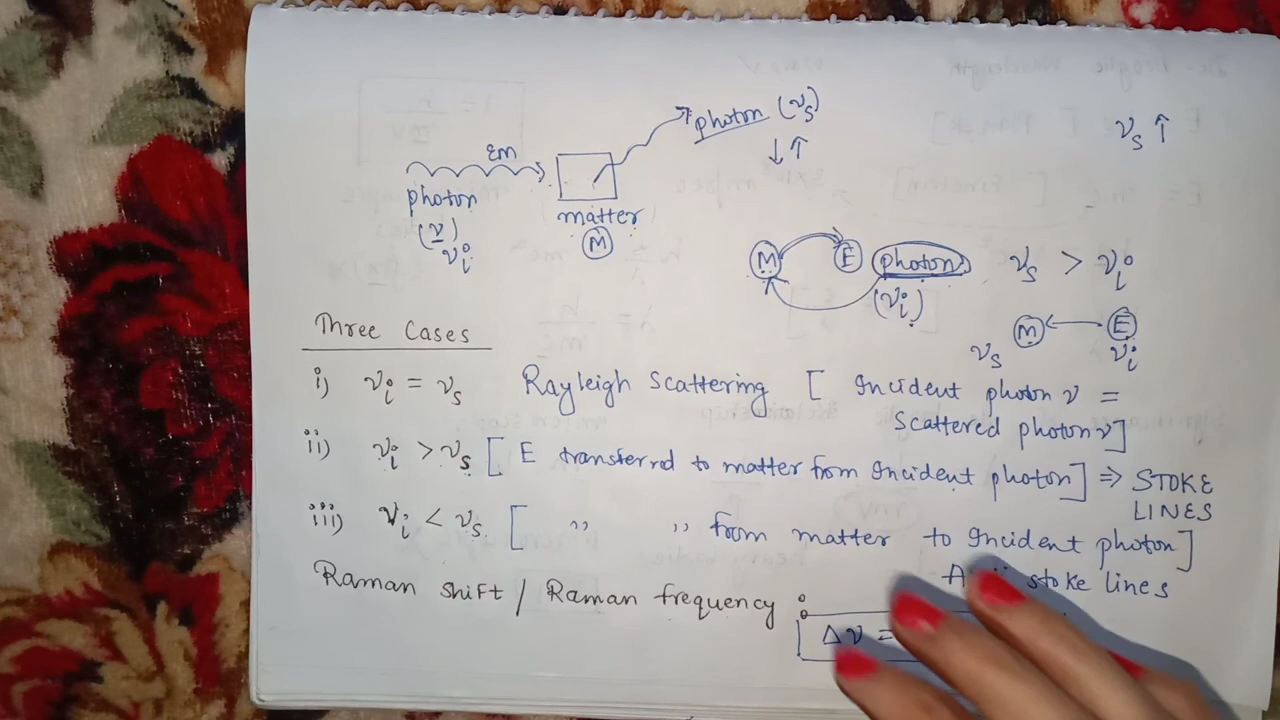 photon (νs)
↓↑
νs ↑
EM
photon
(ν)
νi
matter
M
M E photon νs > νi
(νi)
M ← E
νs νi
Three Cases
i) νi = νs Rayleigh Scattering [ Incident photon ν =
Scattered photon ν]
ii) νi > νs [ E transferrd to matter from Incident photon] ⇒ STOKE
LINES
iii) νi < νs [ " " from matter to Incident photon]
stoke lines
Raman shift / Raman frequency :
Δν =